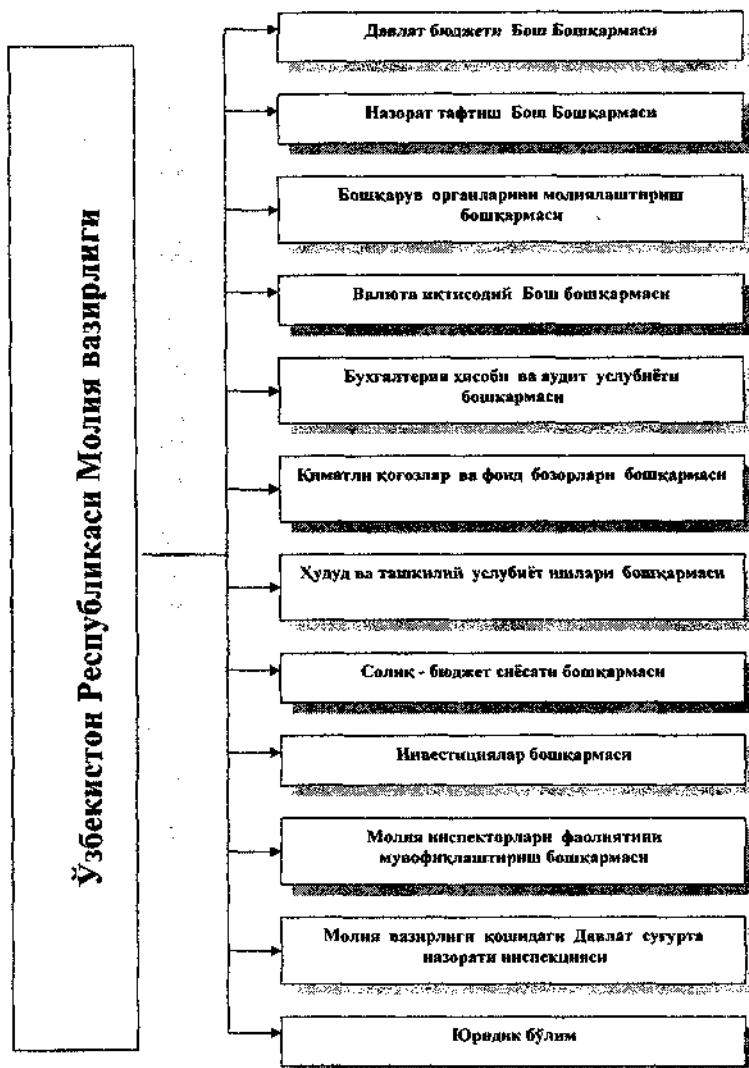 Ўзбекистон Республикаси Молия вазирлиги
Давлат бюджети Бош Бошқармаси
Назорат тафтиш Бош Бошқармаси
Бошқарув органларини молиялаштириш
бошқармаси
Валюта иқтисодий Бош бошқармаси
Бухгалтерия ҳисоби ва аудит услубиёти
бошқармаси
Қиматли қоғозлар ва фонд бозорлари бошқармаси
Ҳудуд ва ташкилий услубиёт ишлари бошқармаси
Солиқ - бюджет сиёсати бошқармаси
Инвестициялар бошқармаси
Молия инспекторлари фаолиятини
мувофиқлаштириш бошқармаси
Молия вазирлиги қошидаги Давлат суғурта
назорати инспекцияси
Юридик бўлим